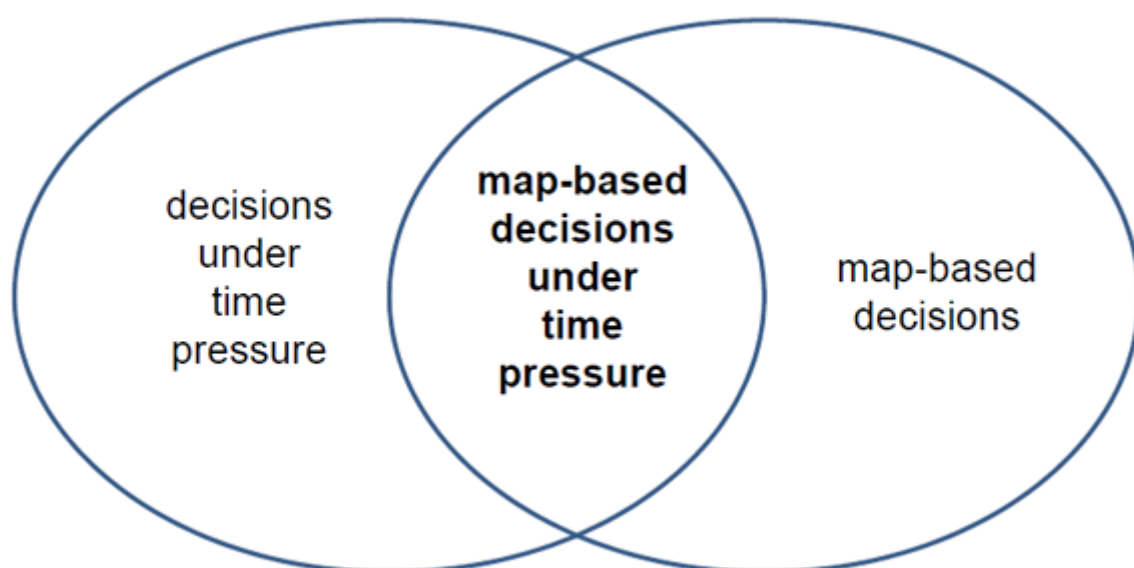 decisions
under
time
pressure
map-based
decisions
under
time
pressure
map-based
decisions